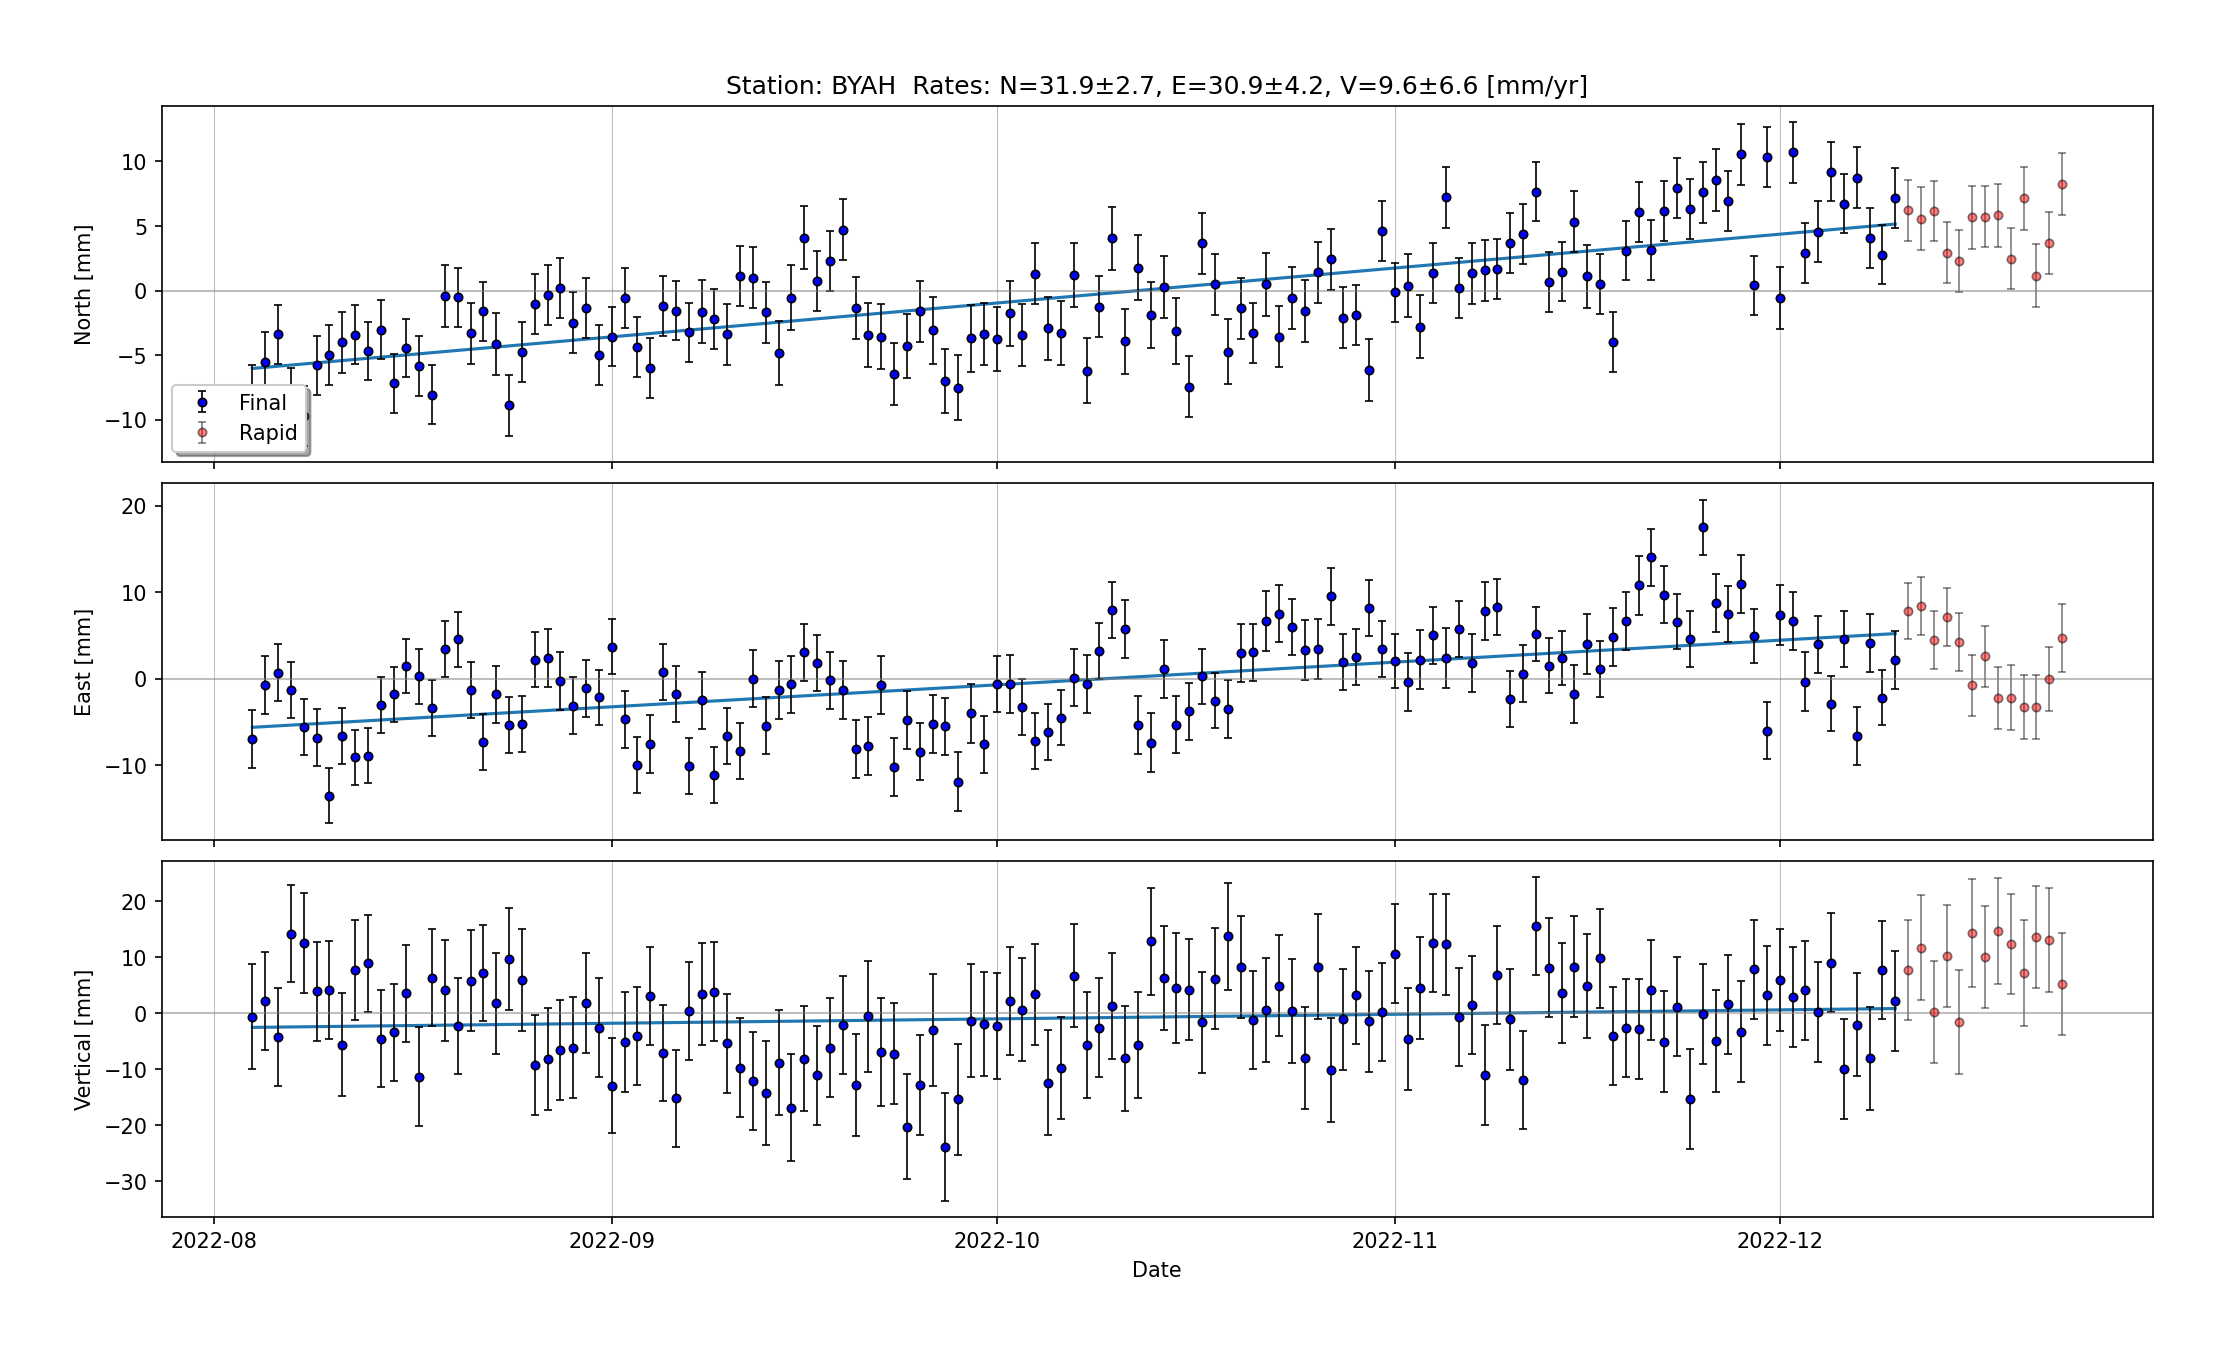 Station: BYAH  Rates: N=31.9±2.7, E=30.9±4.2, V=9.6±6.6 [mm/yr]
North [mm]
10
5
0
−5
−10
Final
Rapid
East [mm]
20
10
0
−10
Vertical [mm]
20
10
0
−10
−20
−30
2022-08
2022-09
2022-10
2022-11
2022-12
Date